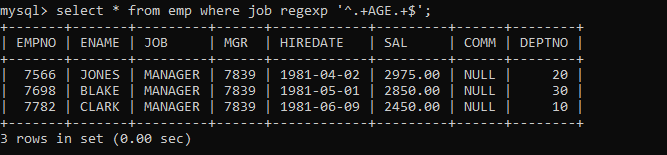 mysql> select * from emp where job regexp '^.+AGE.+$';
+-------+-------+---------+------+------------+---------+------+--------+
| EMPNO | ENAME | JOB     | MGR  | HIREDATE   | SAL     | COMM | DEPTNO |
+-------+-------+---------+------+------------+---------+------+--------+
|  7566 | JONES | MANAGER | 7839 | 1981-04-02 | 2975.00 | NULL |     20 |
|  7698 | BLAKE | MANAGER | 7839 | 1981-05-01 | 2850.00 | NULL |     30 |
|  7782 | CLARK | MANAGER | 7839 | 1981-06-09 | 2450.00 | NULL |     10 |
+-------+-------+---------+------+------------+---------+------+--------+
3 rows in set (0.00 sec)